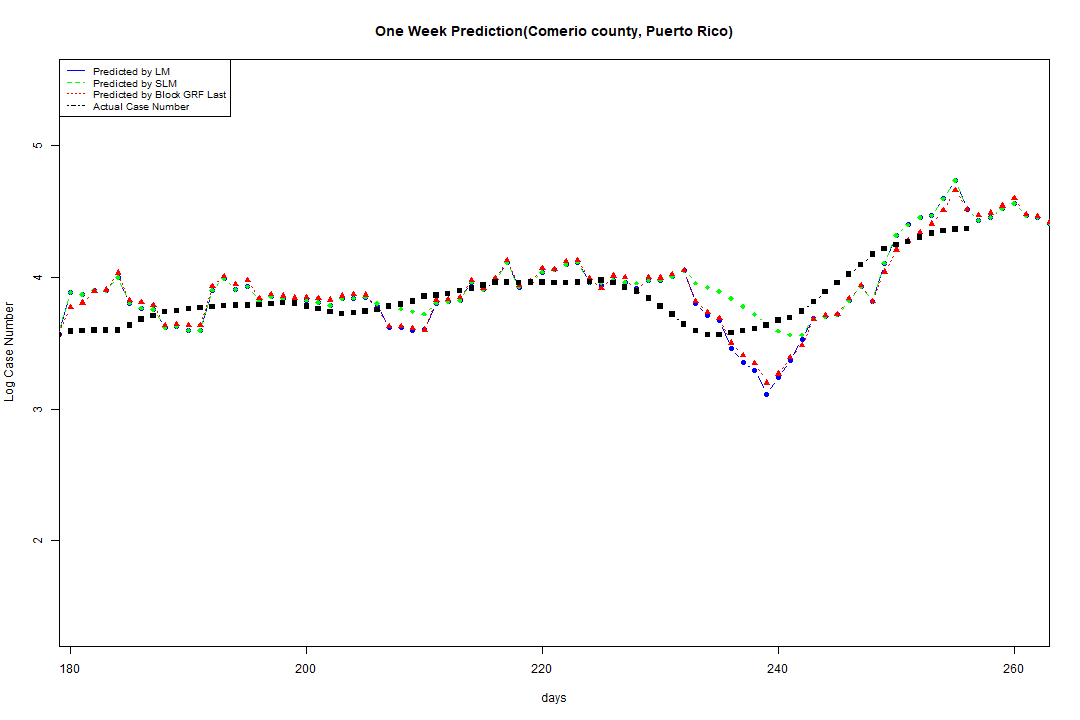 One Week Prediction(Comerio county, Puerto Rico)
Predicted by LM
Predicted by SLM
Predicted by Block GRF Last
Actual Case Number
Log Case Number
5
4
3
2
180 200 220 240 260
days